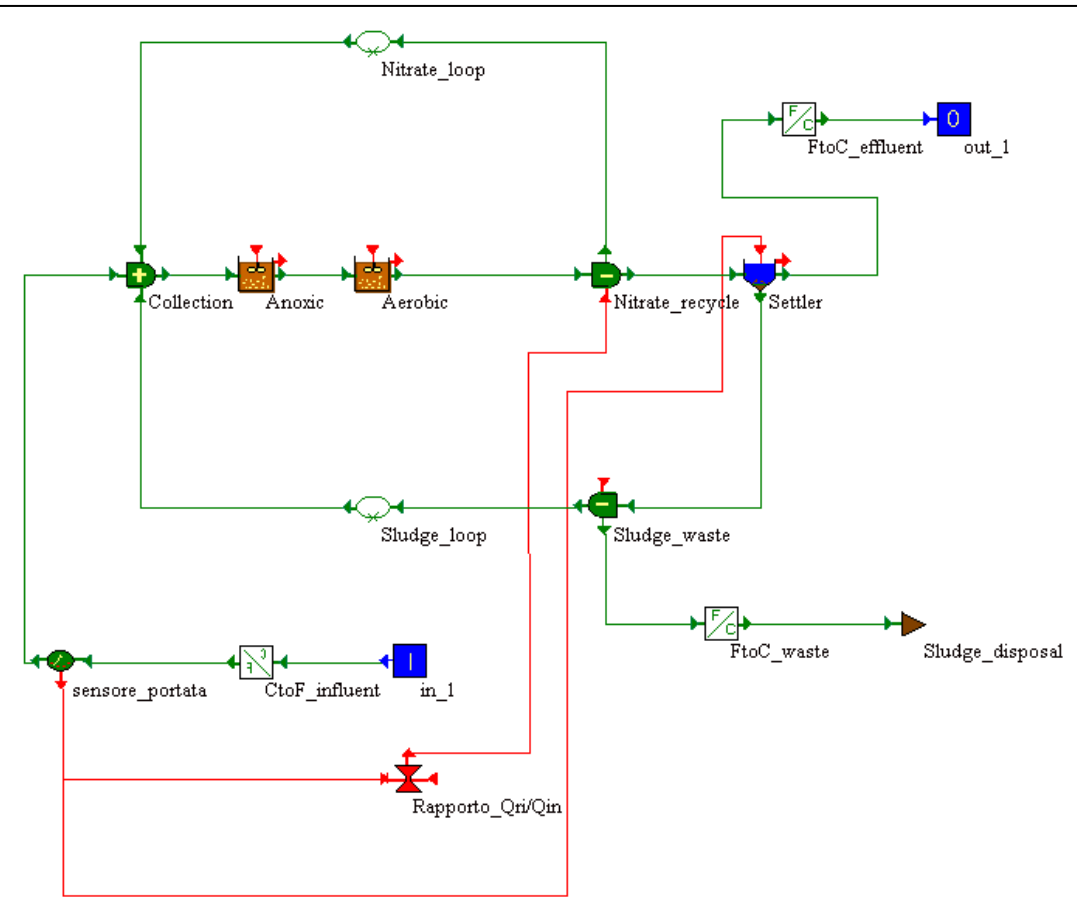 Nitrate_loop
F/C
FtoC_effluent
O
out_1
+
Collection
Anoxic
Aerobic
-
Nitrate_recycle
Settler
Sludge_loop
-
Sludge_waste
F/C
FtoC_waste
Sludge_disposal
sensore_portata
C/F
CtoF_influent
I
in_1
Rapporto_Qri/Qin